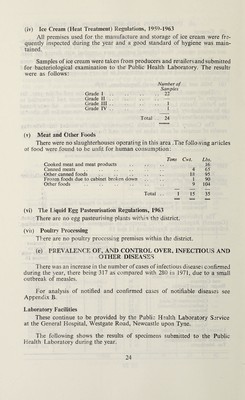 (iv) Ice Cream (Heat Treatment) Regulations, 1959-1963
All premises used for the manufacture and storage of ice cream were fre-
quently inspected during the year and a good standard of hygiene was main-
tained.
Samples of ice cream were taken from producers and retailers and submitted
for bacteriological examination to the Public Health Laboratory. The results
were as follows:
Number of
Samples
Grade I .. .. .. .. 22
Grade II .. .. .. .. —
Grade III .. .. .. .. 1
Grade IV .. .. .. .. 1
Total 24
(v) Meat and Other Foods
There were no slaughterhouses operating in this area. The following articles
of food were found to be unfit for human consumption:
Tons Cwt. Lbs.
Cooked meat and meat products .. ..
Canned meats .. .. 4 65
Other canned foods .. ..
Frozen foods due to cabinet broken down .. 1 90
Other foods .. .. 9 104
Total .. 1 15 35
(vi) The Liquid Egg Pasteurisation Regulations, 1963
There are no egg pasteurising plants within the district.
(vii) Poultry Processing
There are no poultry processing premises within the district.
(e) PREVALENCE OF, AND CONTROL OVER, INFECTIOUS AND
OTHER DISEASES
There was an increase in the number of cases of infectious diseases confirmed
during the year, there being 317 as compared with 280 in 1971, due to a small
outbreak of measles.
For analysis of notified and confirmed cases of notifiable diseases see
Appendix B.
Laboratory Facilities
These continue to be provided by the Public Health Laboratory Service
at the General Hospital, Westgate Road, Newcastle upon Tyne.
The following shows the results of specimens submitted to the Public
Health Laboratory during the year.
24